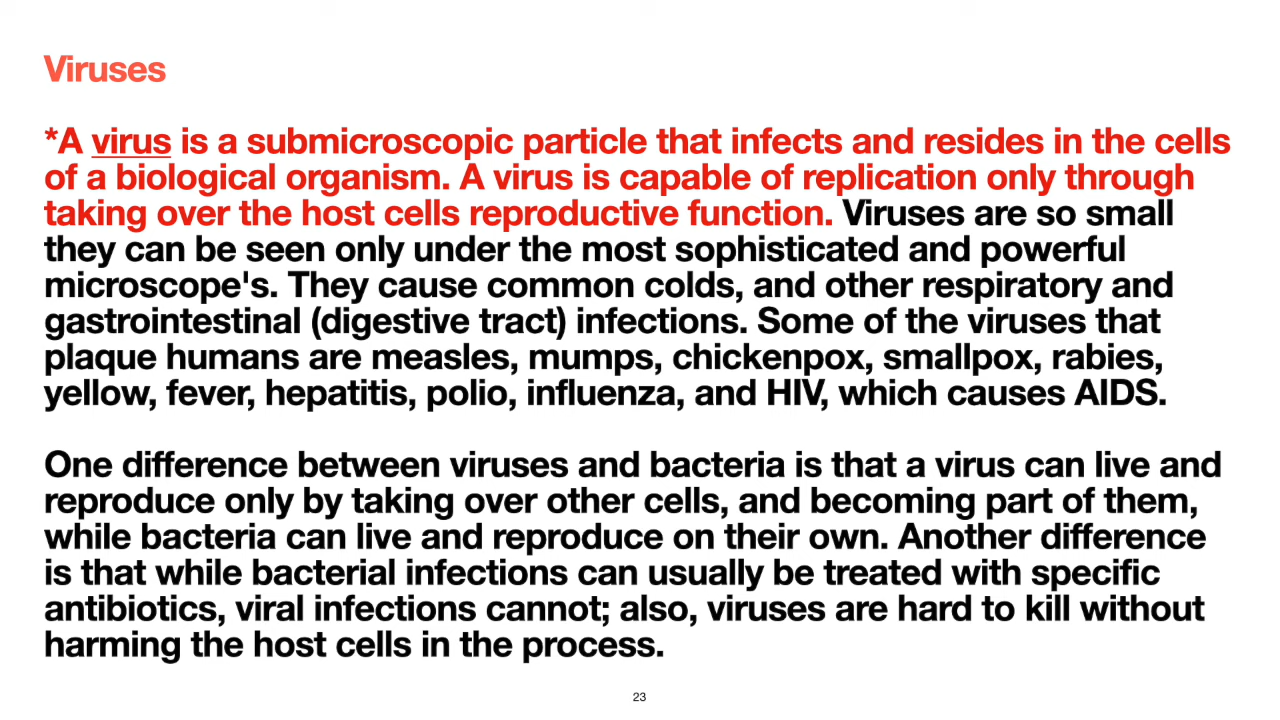 Viruses
*A virus is a submicroscopic particle that infects and resides in the cells
of a biological organism. A virus is capable of replication only through
taking over the host cells reproductive function. Viruses are so small
they can be seen only under the most sophisticated and powerful
microscope's. They cause common colds, and other respiratory and
gastrointestinal (digestive tract) infections. Some of the viruses that
plaque humans are measles, mumps, chickenpox, smallpox, rabies,
yellow, fever, hepatitis, polio, influenza, and HIV, which causes AIDS.
One difference between viruses and bacteria is that a virus can live and
reproduce only by taking over other cells, and becoming part of them,
while bacteria can live and reproduce on their own. Another difference
is that while bacterial infections can usually be treated with specific
antibiotics, viral infections cannot; also, viruses are hard to kill without
harming the host cells in the process.
23